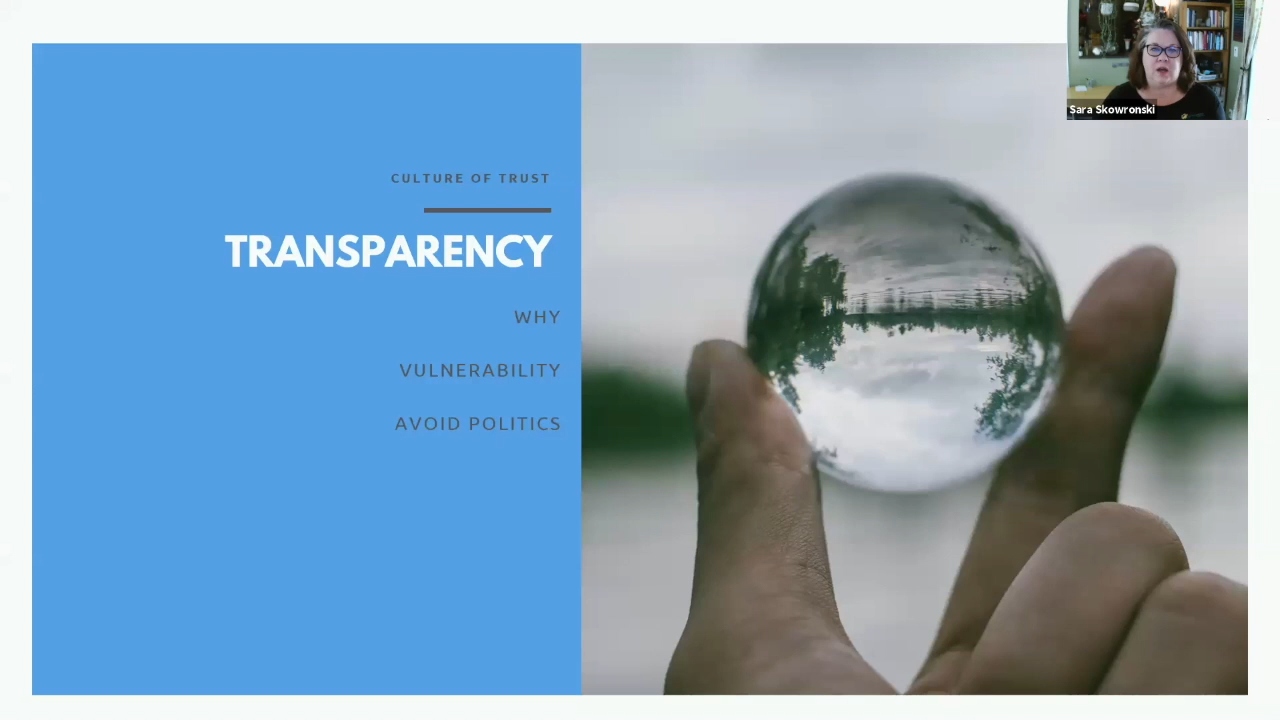 CULTURE OF TRUST
TRANSPARENCY
WHY
VULNERABILITY
AVOID POLITICS
Sara Skowronski